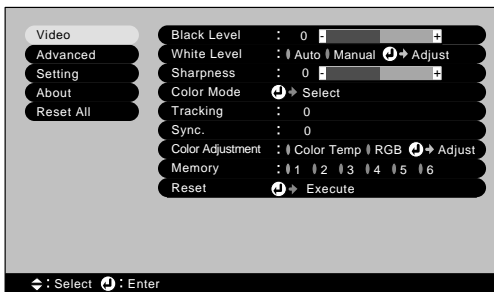 Video
Advanced
Setting
About
Reset All
Black Level : 0 - +
White Level : Auto Manual Adjust
Sharpness : 0 - +
Color Mode Select
Tracking : 0
Sync. : 0
Color Adjustment : Color Temp RGB Adjust
Memory : 1 2 3 4 5 6
Reset Execute
: Select : Enter